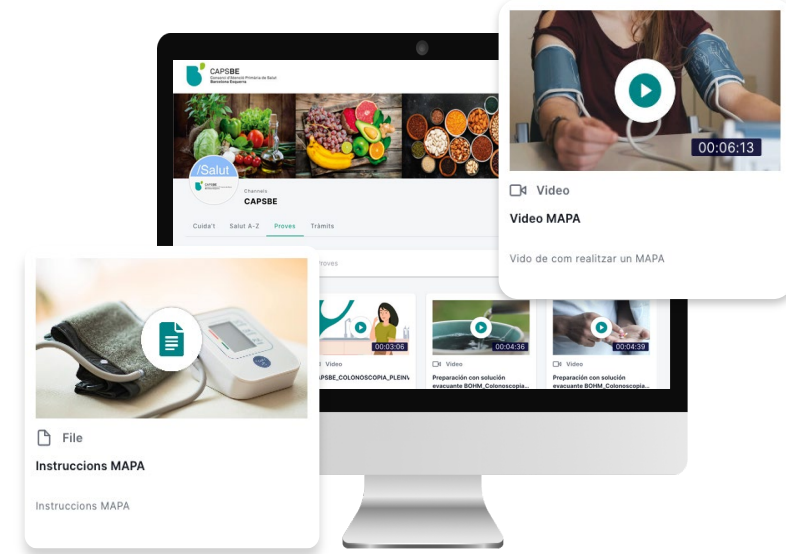 CAPSBE
Consorci d'Atenció Primària de Salut
Barcelona Esquerra
/Salut
CAPSBE
Channels
CAPSBE
Cuida't
Salut A-Z
Proves
Tràmits
Proves
00:06:13
Video
Video MAPA
Vido de com realitzar un MAPA
00:03:06
Video
PSBE_COLONOSCOPIA_PLEINV
00:04:36
Video
Preparación con solución
evacuante BOHM_Colonoscopia...
00:04:39
Video
Preparación con solución
evacuante BOHM_Colonoscopia...
File
Instruccions MAPA
Instruccions MAPA